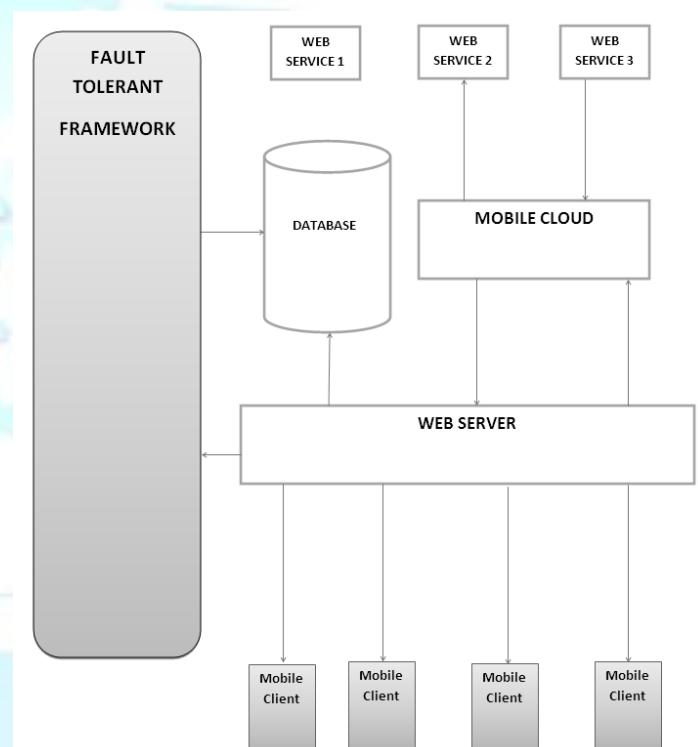 FAULT
TOLERANT
FRAMEWORK
WEB
SERVICE 1
WEB
SERVICE 2
WEB
SERVICE 3
DATABASE
MOBILE CLOUD
WEB SERVER
Mobile
Client
Mobile
Client
Mobile
Client
Mobile
Client